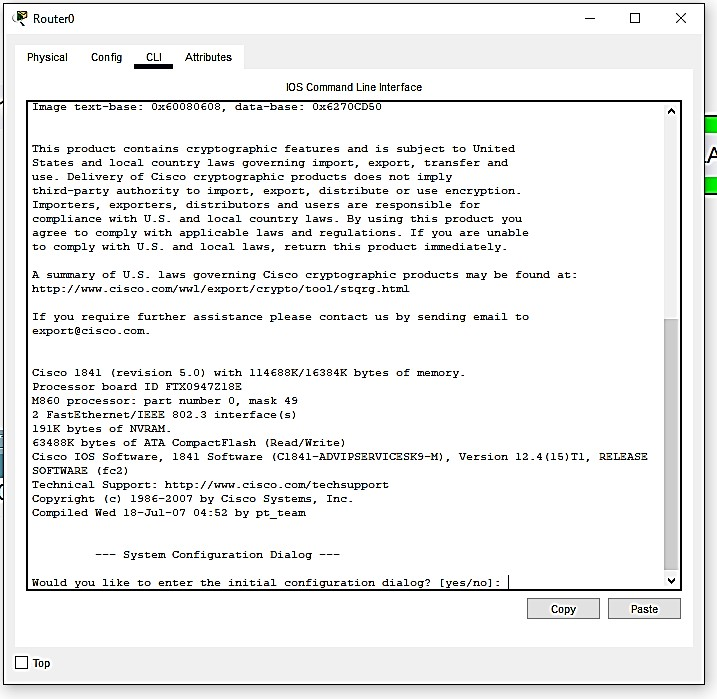 Router0
Physical Config CLI Attributes
IOS Command Line Interface
Image text-base: 0x60080608, data-base: 0x6270CD50
This product contains cryptographic features and is subject to United
States and local country laws governing import, export, transfer and
use. Delivery of Cisco cryptographic products does not imply
third-party authority to import, export, distribute or use encryption.
Importers, exporters, distributors and users are responsible for
compliance with U.S. and local country laws. By using this product you
agree to comply with applicable laws and regulations. If you are unable
to comply with U.S. and local laws, return this product immediately.
A summary of U.S. laws governing Cisco cryptographic products may be found at:
http://www.cisco.com/wwl/export/crypto/tool/stqrg.html
If you require further assistance please contact us by sending email to
export@cisco.com.
Cisco 1841 (revision 5.0) with 114688K/16384K bytes of memory.
Processor board ID FTX0947Z18E
M860 processor: part number 0, mask 49
2 FastEthernet/IEEE 802.3 interface(s)
191K bytes of NVRAM.
63488K bytes of ATA CompactFlash (Read/Write)
Cisco IOS Software, 1841 Software (C1841-ADVIPSERVICESK9-M), Version 12.4(15)T1, RELEASE
SOFTWARE (fc2)
Technical Support: http://www.cisco.com/techsupport
Copyright (c) 1986-2007 by Cisco Systems, Inc.
Compiled Wed 18-Jul-07 04:52 by pt_team
--- System Configuration Dialog ---
Would you like to enter the initial configuration dialog? [yes/no]:
Copy Paste
Top